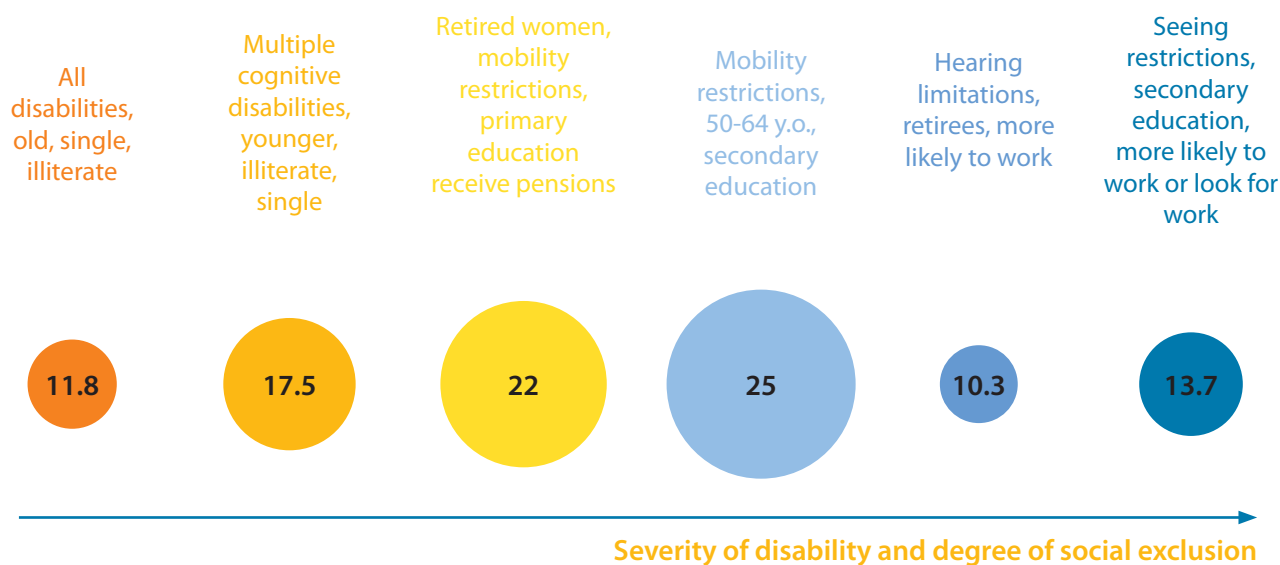 All
disabilities,
old, single,
illiterate
Multiple
cognitive
disabilities,
younger,
illiterate,
single
Retired women,
mobility
restrictions,
primary
education
receive pensions
Mobility
restrictions,
50-64 y.o.,
secondary
education
Hearing
limitations,
retirees, more
likely to work
Seeing
restrictions,
secondary
education,
more likely to
work or look for
work
11.8
17.5
22
25
10.3
13.7
Severity of disability and degree of social exclusion